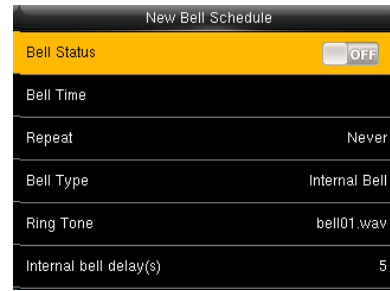 New Bell Schedule
Bell Status OFF
Bell Time
Repeat Never
Bell Type Internal Bell
Ring Tone bell01.wav
Internal bell delay(s) 5